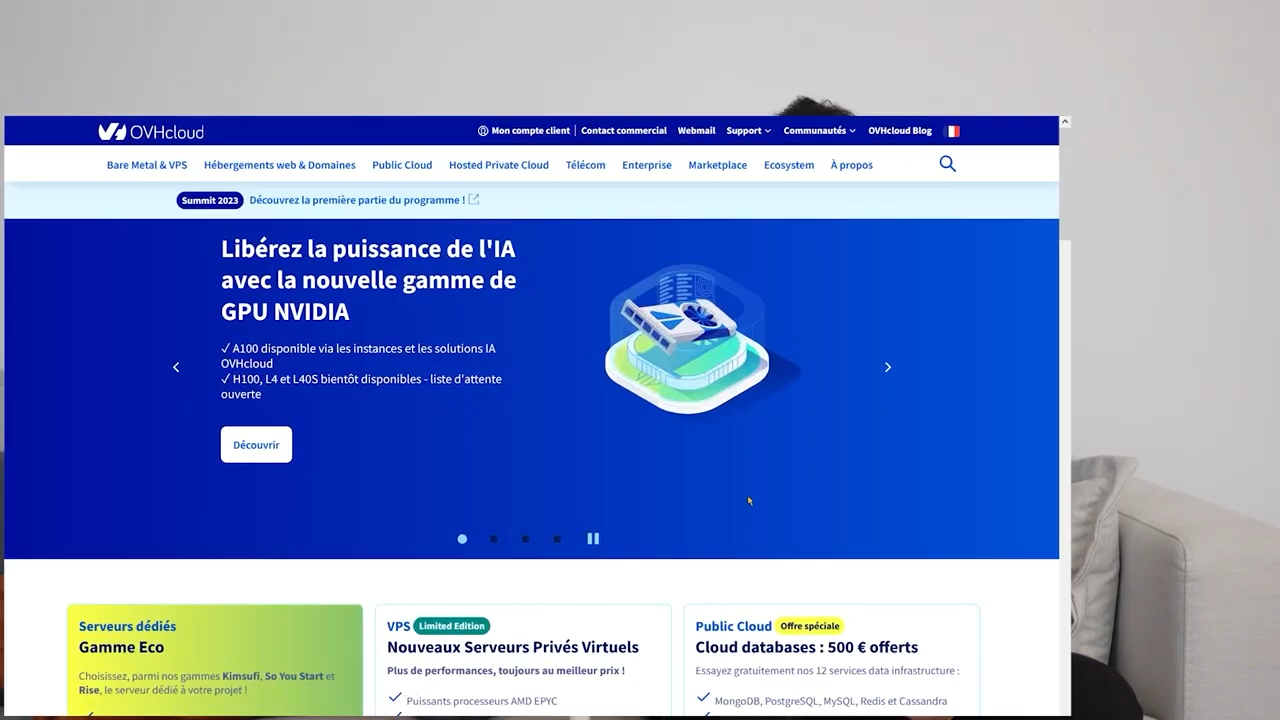 OVHcloud
Mon compte client | Contact commercial Webmail Support Communautés OVHcloud Blog
Bare Metal & VPS Hébergements web & Domaines Public Cloud Hosted Private Cloud Télécom Enterprise Marketplace Ecosystem À propos
Summit 2023 Découvrez la première partie du programme !
Libérez la puissance de l'IA
avec la nouvelle gamme de
GPU NVIDIA
✓ A100 disponible via les instances et les solutions IA
OVHcloud
✓ H100, L4 et L40S bientôt disponibles - liste d'attente
ouverte
Découvrir
Serveurs dédiés
Gamme Eco
Choisissez, parmi nos gammes Kimsufi, So You Start et
Rise, le serveur dédié à votre projet !
VPS Limited Edition
Nouveaux Serveurs Privés Virtuels
Plus de performances, toujours au meilleur prix !
Puissants processeurs AMD EPYC
Public Cloud Offre spéciale
Cloud databases : 500 € offerts
Essayez gratuitement nos 12 services data infrastructure :
MongoDB, PostgreSQL, MySQL, Redis et Cassandra